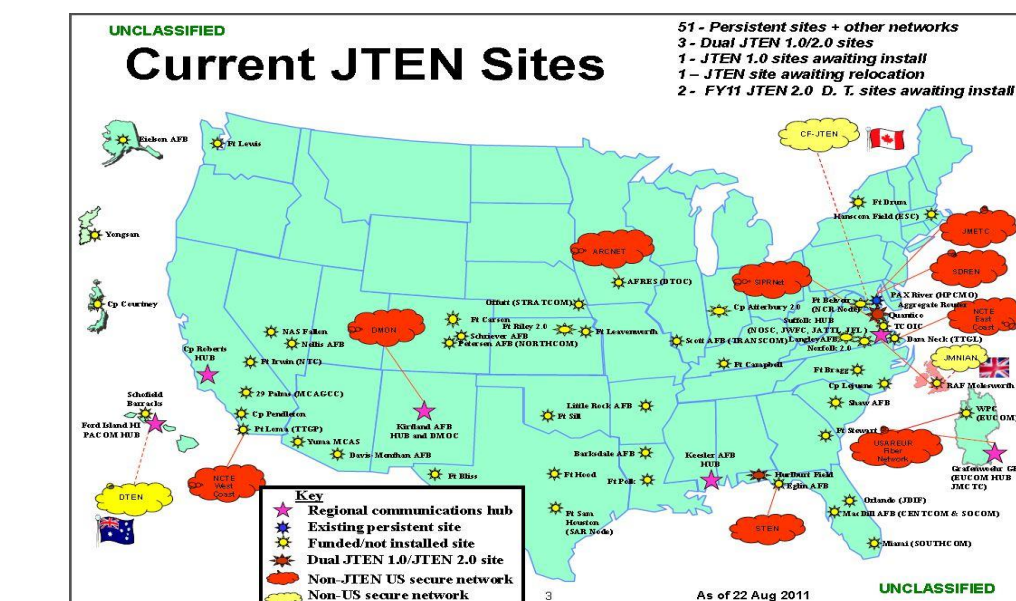 UNCLASSIFIED
Current JTEN Sites
51 - Persistent sites + other networks
3 - Dual JTEN 1.0/2.0 sites
1 - JTEN 1.0 sites awaiting install
1 – JTEN site awaiting relocation
2 - FY11 JTEN 2.0 D. T. sites awaiting install
CF-JTEN
Eielson AFB
Ft Lewis
Ft Drum
Hanscom Field (ESC)
JMETC
Yongsan
ARCNET
SIPRNet
SDREN
AFRES (DTOC)
Cp Courtney
Offutt (STRATCOM)
Cp Atterbury 2.0
Ft Belvoir
(NCR Node)
PAX River (HPCMO)
Aggregate Router
Quantico
NCTE
East
Coast
Ft Carson
Ft Riley 2.0
Ft Leavenworth
Suffolk HUB
(NOSC, JWFC, JATTL, JFL)
TCOIC
DMON
NAS Fallon
Nellis AFB
Schriever AFB
Petersen AFB (NORTHCOM)
Scott AFB (TRANSCOM)
Langley AFB
Norfolk 2.0
Dam Neck (TTGL)
Cp Roberts
HUB
Ft Irwin (NTC)
Ft Campbell
JMNIAN
Ft Bragg
RAF Molesworth
29 Palms (MCAGCC)
Cp Lejeune
Schofield
Barracks
Cp Pendleton
Kirtland AFB
HUB and DMOC
Ft Sill
Little Rock AFB
Shaw AFB
WPC
(EUCOM)
Ford Island HI
PACOM HUB
Pt Loma (TTGP)
Ft Stewart
USAREUR
Fiber
Network
Yuma MCAS
Davis-Monthan AFB
Barksdale AFB
Keesler AFB
HUB
Grafenwoehr GE
(EUCOM HUB
JMCTC)
Ft Bliss
Ft Hood
Ft Polk
Hurlburt Field
Eglin AFB
NCTE
West
Coast
DTEN
Orlando (JDIF)
MacDill AFB (CENTCOM & SOCOM)
Ft Sam
Houston
(SAR Node)
STEN
Miami (SOUTHCOM)
Key
Regional communications hub
Existing persistent site
Funded/not installed site
Dual JTEN 1.0/JTEN 2.0 site
Non-JTEN US secure network
Non-US secure network
3
As of 22 Aug 2011
UNCLASSIFIED